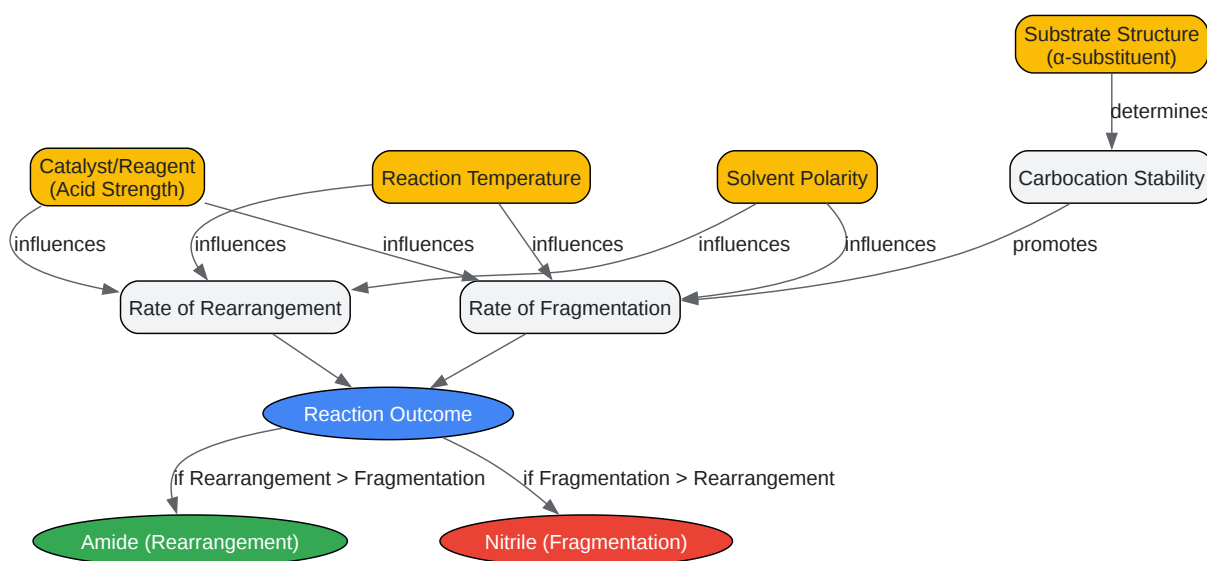 Substrate Structure
(α-substituent)
determines
Catalyst/Reagent
(Acid Strength)
Reaction Temperature
Solvent Polarity
Carbocation Stability
influences
influences
influences
influences
influences
influences
promotes
Rate of Rearrangement
Rate of Fragmentation
Reaction Outcome
if Rearrangement > Fragmentation
if Fragmentation > Rearrangement
Amide (Rearrangement)
Nitrile (Fragmentation)